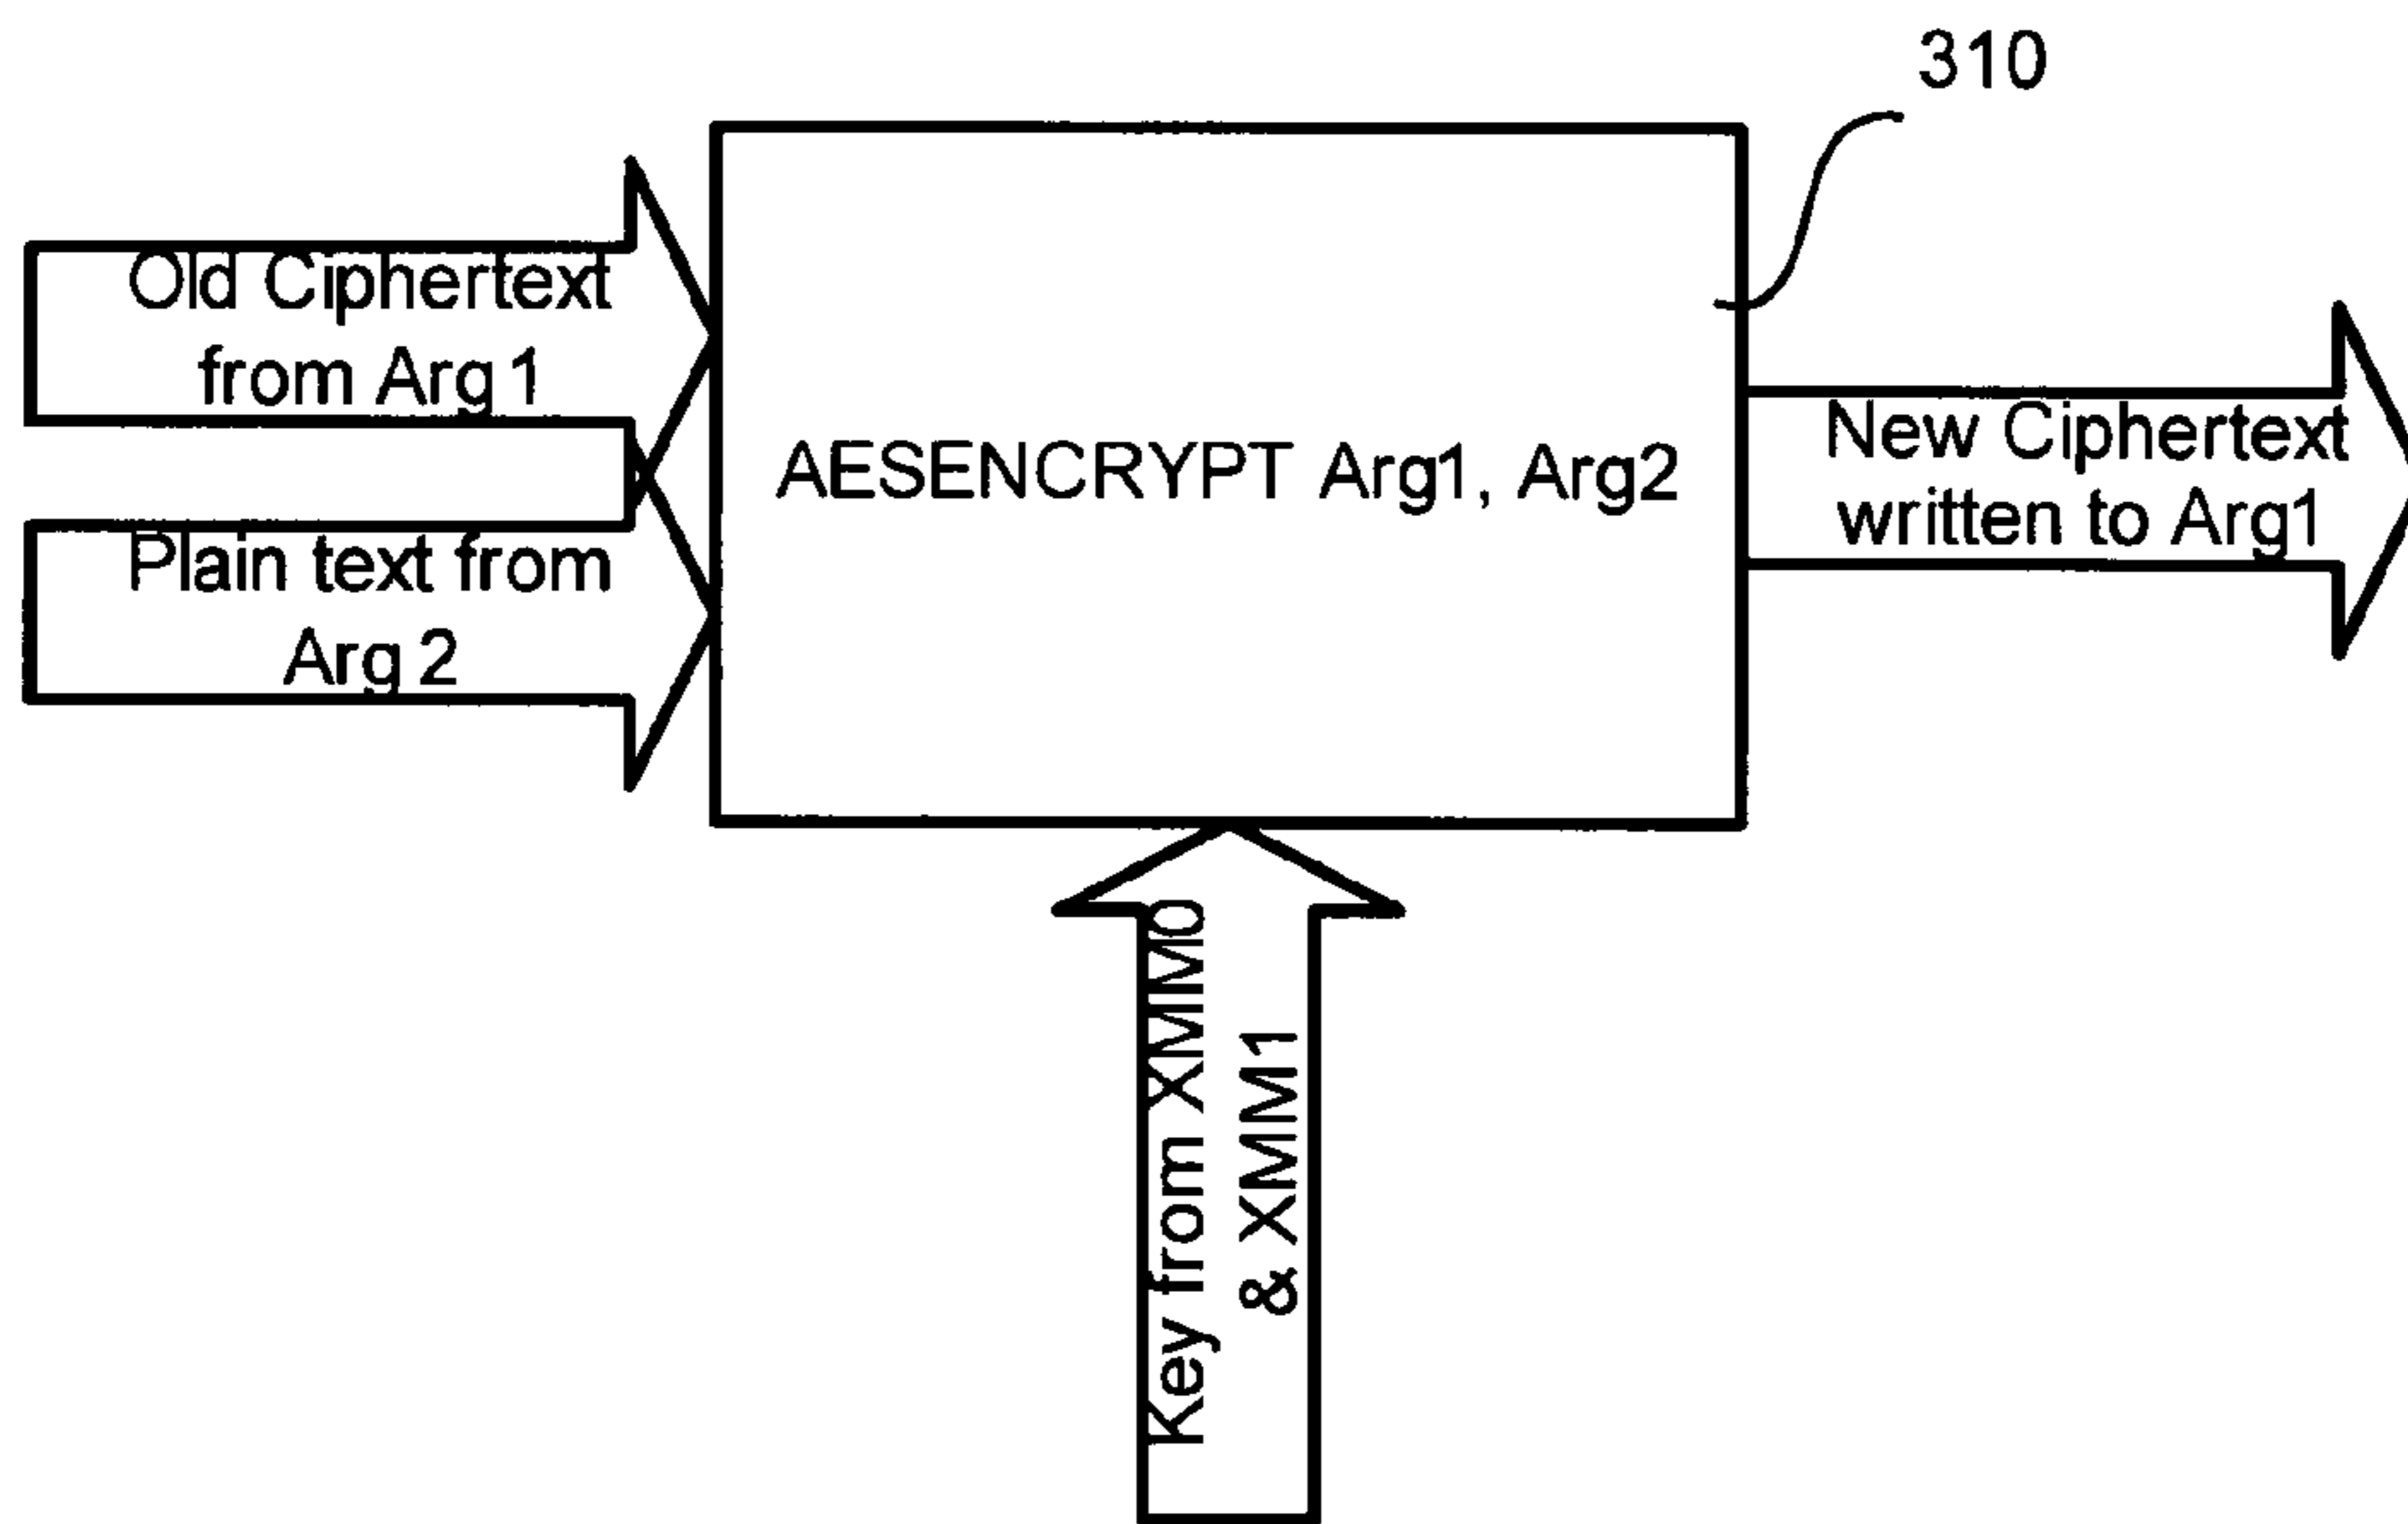 310
Old Ciphertext
from Arg 1
Plain text from
Arg 2
AESENCRYPT Arg1, Arg2
New Ciphertext
written to Arg1
Key from XMM0
& XMM1